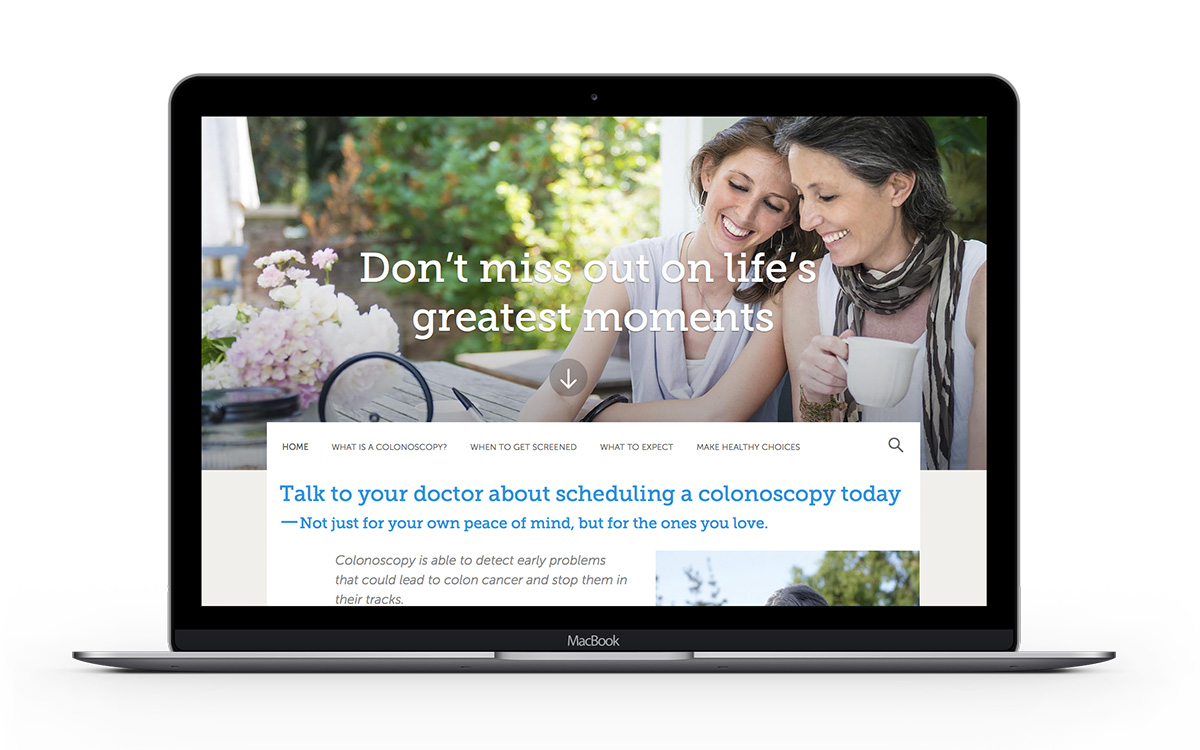 Don't miss out on life's
greatest moments
HOME WHAT IS A COLONOSCOPY? WHEN TO GET SCREENED WHAT TO EXPECT MAKE HEALTHY CHOICES
Talk to your doctor about scheduling a colonoscopy today
—Not just for your own peace of mind, but for the ones you love.
Colonoscopy is able to detect early problems
that could lead to colon cancer and stop them in
their tracks.
MacBook